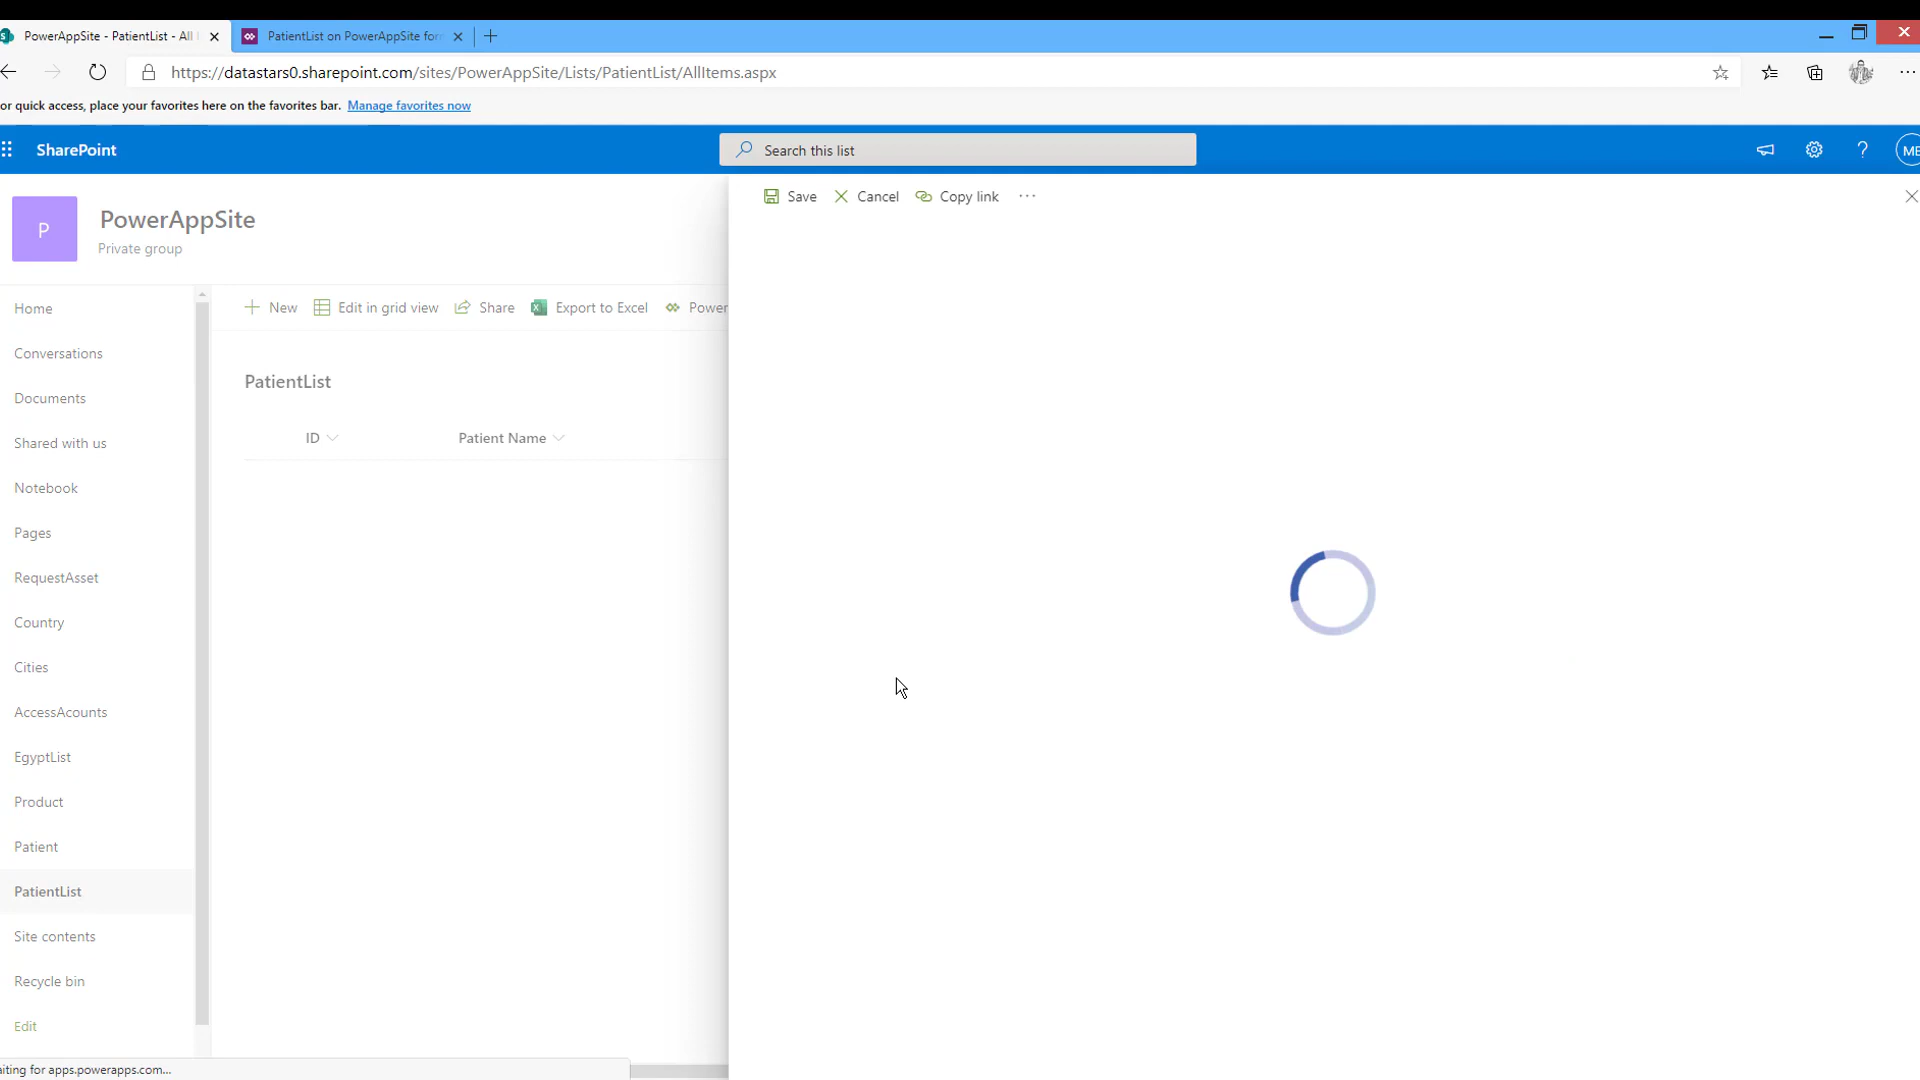 PowerAppSite - PatientList - All
PatientList on PowerAppSite for
https://datastars0.sharepoint.com/sites/PowerAppSite/Lists/PatientList/AllItems.aspx
or quick access, place your favorites here on the favorites bar. Manage favorites now
SharePoint
Search this list
?
ME
Save
Cancel
Copy link
P
PowerAppSite
Private group
New
Edit in grid view
Share
Export to Excel
Power
PatientList
ID
Patient Name
Home
Conversations
Documents
Shared with us
Notebook
Pages
RequestAsset
Country
Cities
AccessAcounts
EgyptList
Product
Patient
PatientList
Site contents
Recycle bin
Edit
aiting for apps.powerapps.com...